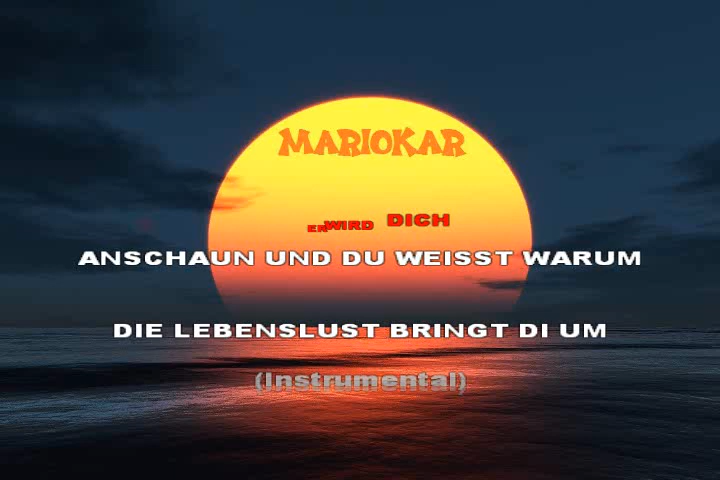 MARIOKAR
ER WIRD DICH
ANSCHAUN UND DU WEISST WARUM
DIE LEBENSLUST BRINGT DI UM
(Instrumental)